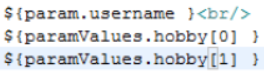 ${param.username }<br/>
${paramValues.hobby[0] }
${paramValues.hobby[1] }